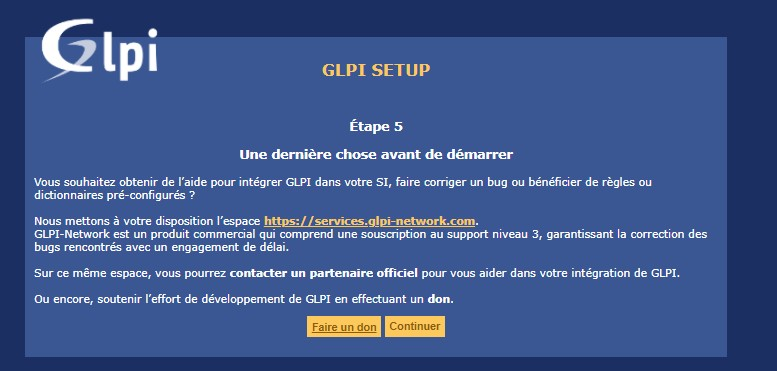 Glpi
GLPI SETUP
Étape 5
Une dernière chose avant de démarrer
Vous souhaitez obtenir de l’aide pour intégrer GLPI dans votre SI, faire corriger un bug ou bénéficier de règles ou
dictionnaires pré-configurés ?
Nous mettons à votre disposition l’espace https://services.glpi-network.com.
GLPI-Network est un produit commercial qui comprend une souscription au support niveau 3, garantissant la correction des
bugs rencontrés avec un engagement de délai.
Sur ce même espace, vous pourrez contacter un partenaire officiel pour vous aider dans votre intégration de GLPI.
Ou encore, soutenir l’effort de développement de GLPI en effectuant un don.
Faire un don Continuer